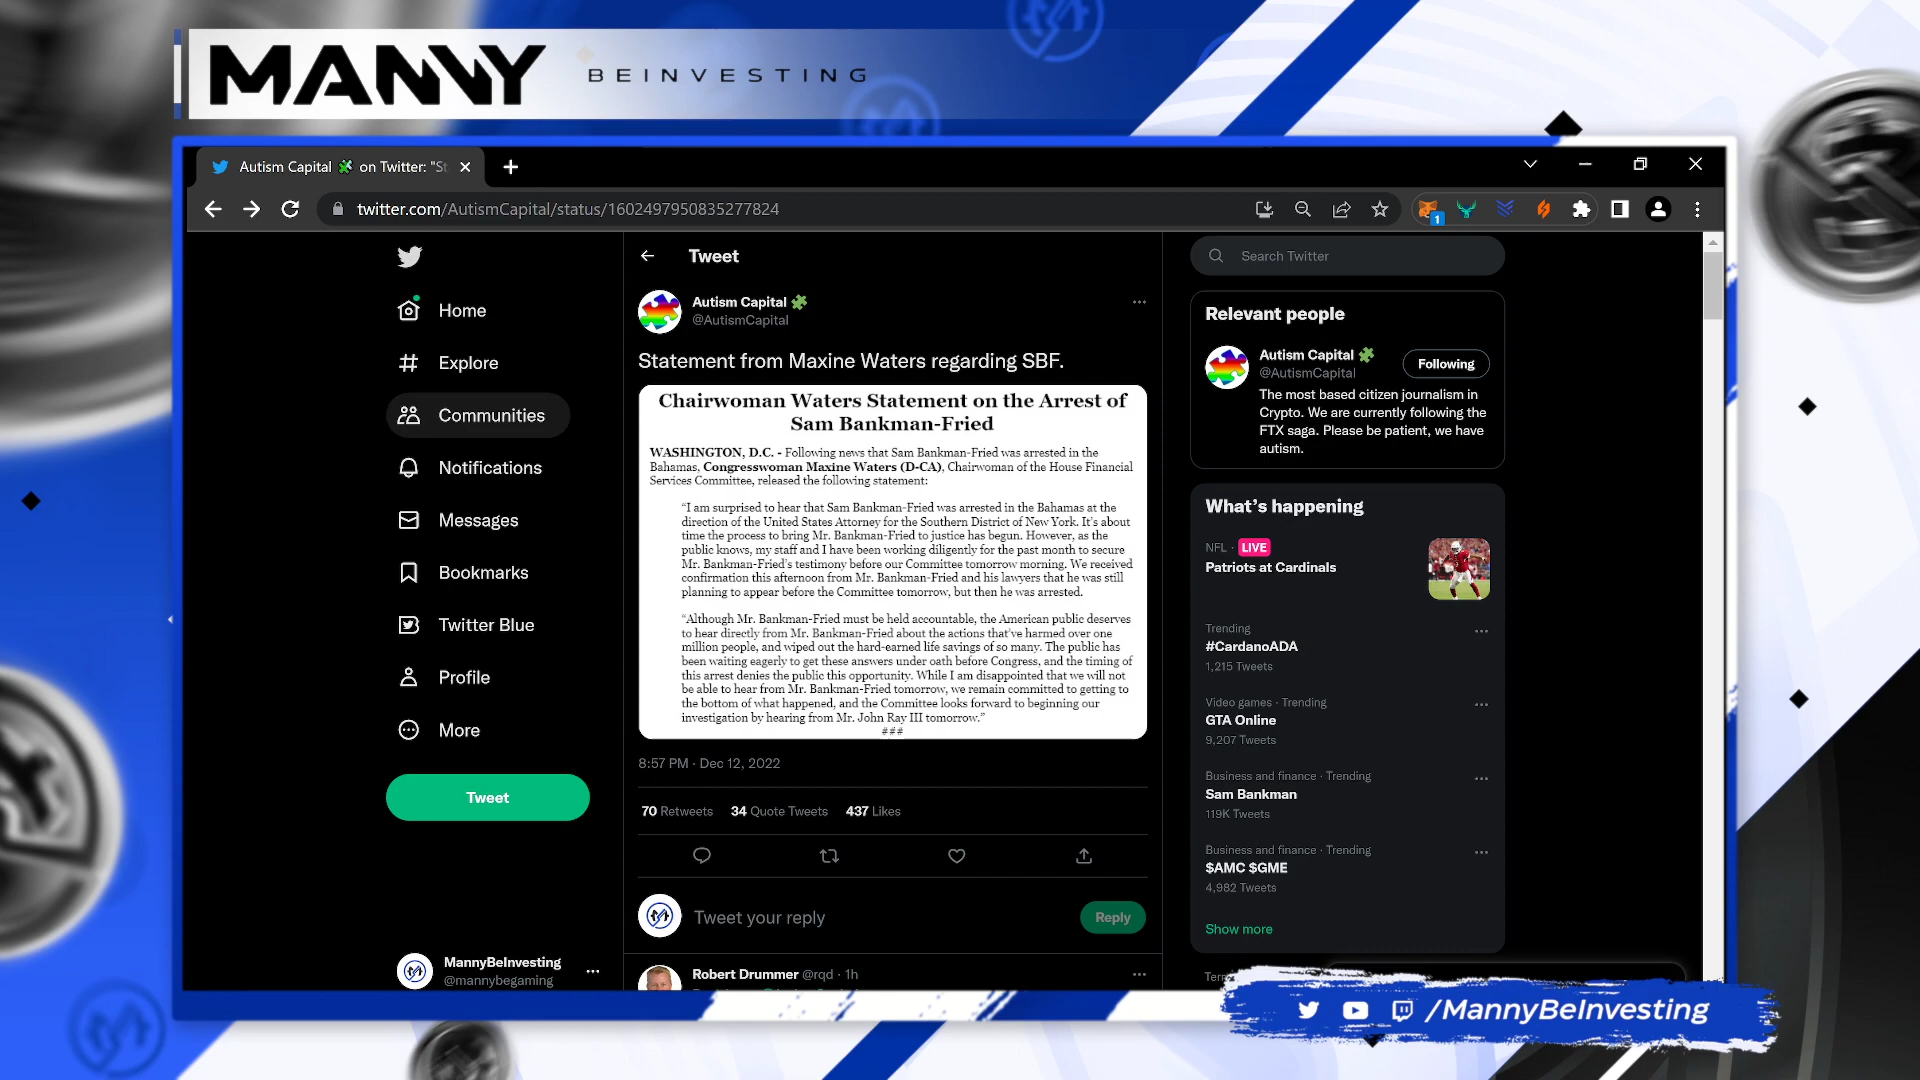 MANNY
BEINVESTING
Autism Capital 🧩 on Twitter: "St
twitter.com/AutismCapital/status/1602497950835277824
1
Home
Explore
Communities
Notifications
Messages
Bookmarks
Twitter Blue
Profile
More
Tweet
MannyBeInvesting
@mannybegaming
Tweet
Autism Capital 🧩
@AutismCapital
Statement from Maxine Waters regarding SBF.
Chairwoman Waters Statement on the Arrest of
Sam Bankman-Fried
WASHINGTON, D.C. - Following news that Sam Bankman-Fried was arrested in the
Bahamas, Congresswoman Maxine Waters (D-CA), Chairwoman of the House Financial
Services Committee, released the following statement:
“I am surprised to hear that Sam Bankman-Fried was arrested in the Bahamas at the
direction of the United States Attorney for the Southern District of New York. It’s about
time the process to bring Mr. Bankman-Fried to justice has begun. However, as the
public knows, my staff and I have been working diligently for the past month to secure
Mr. Bankman-Fried’s testimony before our Committee tomorrow morning. We received
confirmation this afternoon from Mr. Bankman-Fried and his lawyers that he was still
planning to appear before the Committee tomorrow, but then he was arrested.
“Although Mr. Bankman-Fried must be held accountable, the American public deserves
to hear directly from Mr. Bankman-Fried about the actions that’ve harmed over one
million people, and wiped out the hard-earned life savings of so many. The public has
been waiting eagerly to get these answers under oath before Congress, and the timing of
this arrest denies the public this opportunity. While I am disappointed that we will not
be able to hear from Mr. Bankman-Fried tomorrow, we remain committed to getting to
the bottom of what happened, and the Committee looks forward to beginning our
investigation by hearing from Mr. John Ray III tomorrow.”
###
8:57 PM · Dec 12, 2022
70 Retweets 34 Quote Tweets 437 Likes
Tweet your reply
Reply
Robert Drummer @rqd · 1h
Search Twitter
Relevant people
Autism Capital 🧩
@AutismCapital
Following
The most based citizen journalism in
Crypto. We are currently following the
FTX saga. Please be patient, we have
autism.
What’s happening
NFL · LIVE
Patriots at Cardinals
Trending
#CardanoADA
1,215 Tweets
Video games · Trending
GTA Online
9,207 Tweets
Business and finance · Trending
Sam Bankman
119K Tweets
Business and finance · Trending
$AMC $GME
4,982 Tweets
Show more
/MannyBeInvesting